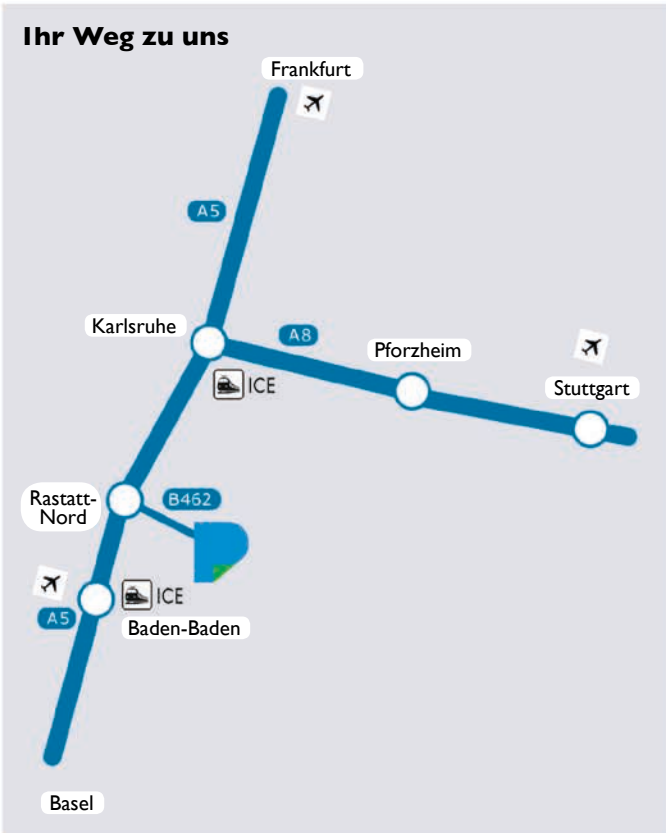 Ihr Weg zu uns
Frankfurt
A5
Karlsruhe
A8
Pforzheim
ICE
Stuttgart
Rastatt-
Nord
B462
ICE
A5
Baden-Baden
Basel